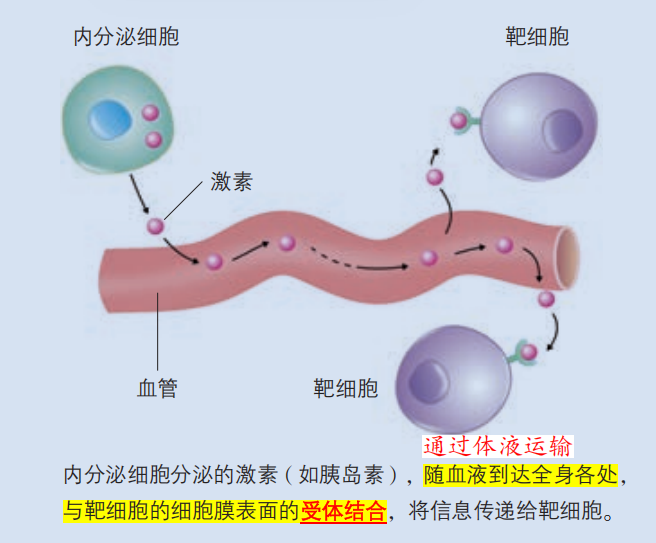 内分泌细胞
靶细胞
激素
血管
靶细胞
通过体液运输
内分泌细胞分泌的激素（如胰岛素），随血液到达全身各处，
与靶细胞的细胞膜表面的受体结合，将信息传递给靶细胞。